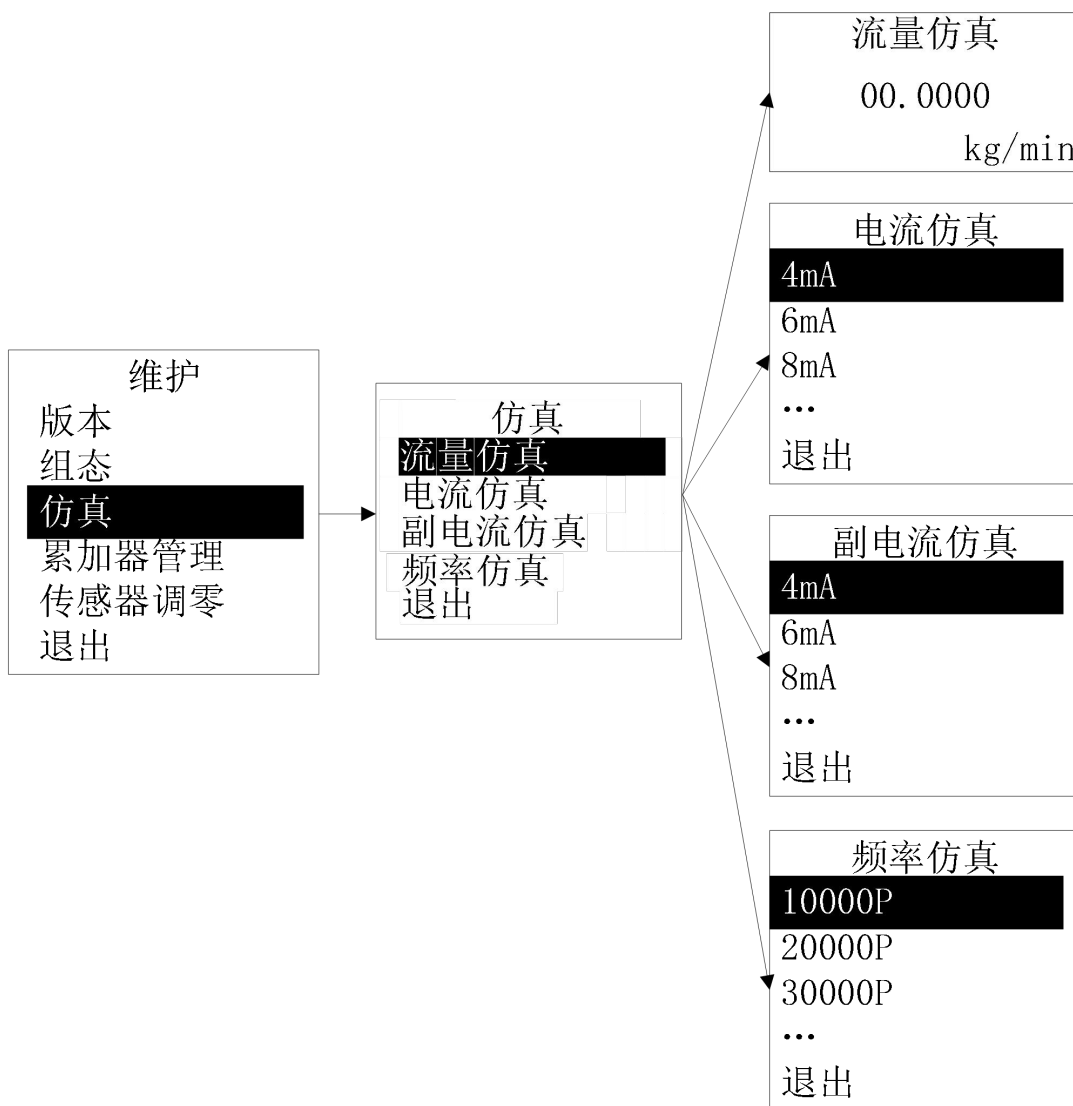 维护
版本
组态
仿真
累加器管理
传感器调零
退出
仿真
流量仿真
电流仿真
副电流仿真
频率仿真
退出
流量仿真
00.0000
kg/min
电流仿真
4mA
6mA
8mA
…
退出
副电流仿真
4mA
6mA
8mA
…
退出
频率仿真
10000P
20000P
30000P
…
退出